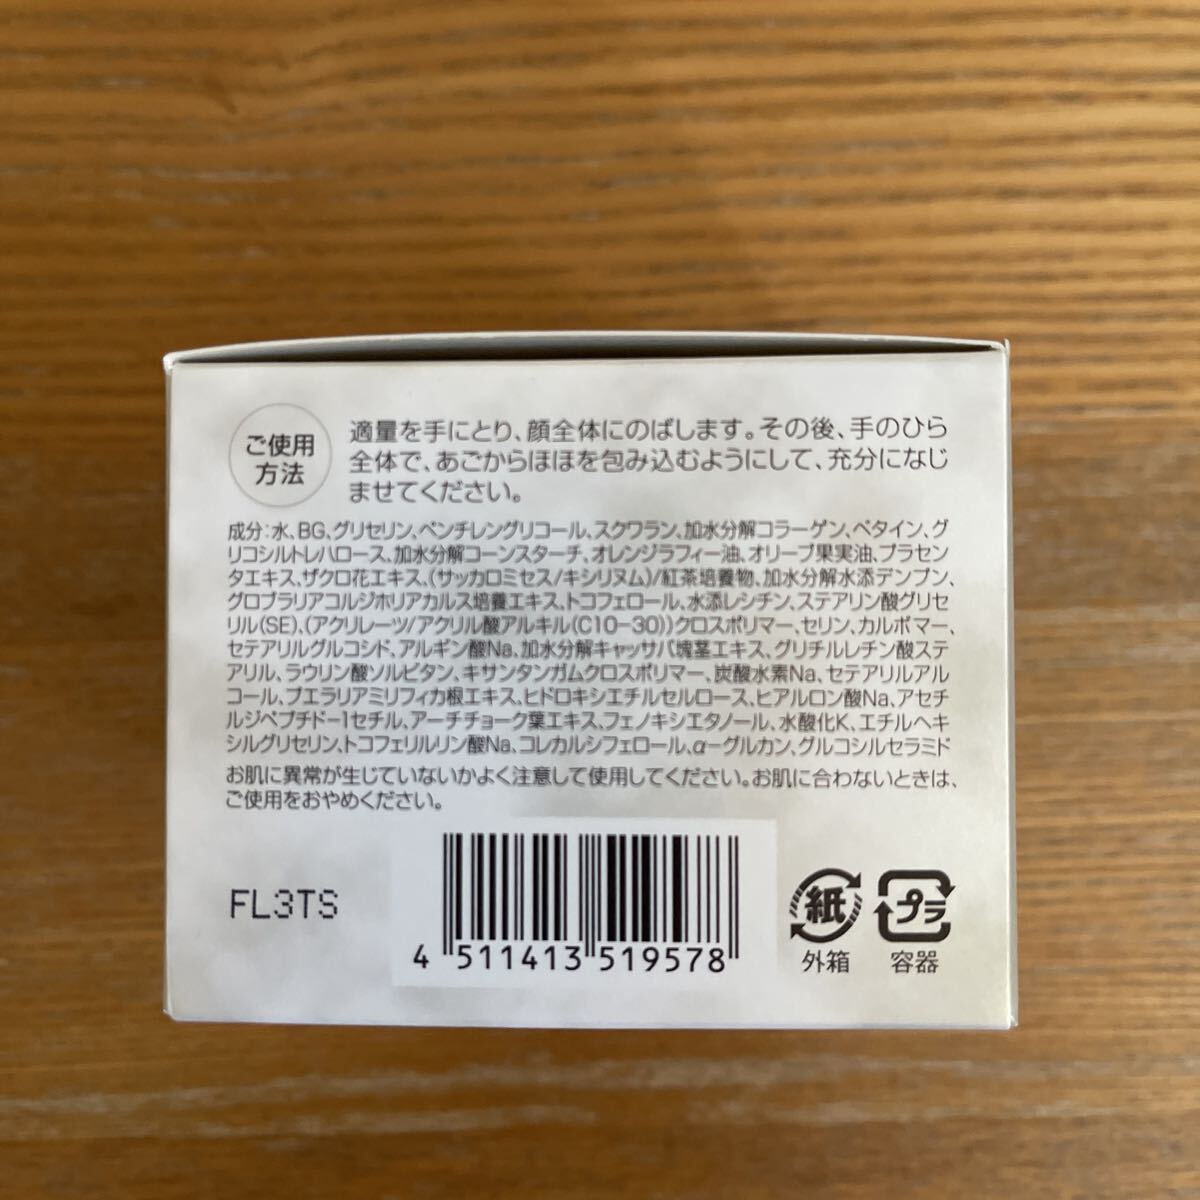 ご使用
方法
適量を手にとり、顔全体にのばします。その後、手のひら
全体で、あごからほほを包み込むようにして、充分になじ
ませてください。
成分：水、BG、グリセリン、ペンチレングリコール、スクワラン、加水分解コラーゲン、ベタイン、グ
リコシルトレハロース、加水分解コーンスターチ、オレンジラフィー油、オリーブ果実油、プラセン
タエキス、ザクロ花エキス、(サッカロミセス/キシリヌム)/紅茶培養物、加水分解水添デンプン、
グロブラリアコルジホリアカルス培養エキス、トコフェロール、水添レシチン、ステアリン酸グリセ
リル(SE)、(アクリレーツ/アクリル酸アルキル(C10-30))クロスポリマー、セリン、カルボマー、
セテアリルグルコシド、アルギン酸Na、加水分解キャッサバ塊茎エキス、グリチルレチン酸ステ
アリル、ラウリン酸ソルビタン、キサンタンガムクロスポリマー、炭酸水素Na、セテアリルアル
コール、プエラリアミリフィカ根エキス、ヒドロキシエチルセルロース、ヒアルロン酸Na、アセチ
ルジペプチド-1セチル、アーチチョーク葉エキス、フェノキシエタノール、水酸化K、エチルヘキ
シルグリセリン、トコフェリルリン酸Na、コレカルシフェロール、α-グルカン、グルコシルセラミド
お肌に異常が生じていないかよく注意して使用してください。お肌に合わないときは、
ご使用をおやめください。
FL3TS
4 511413 519578
紙
外箱
プラ
容器